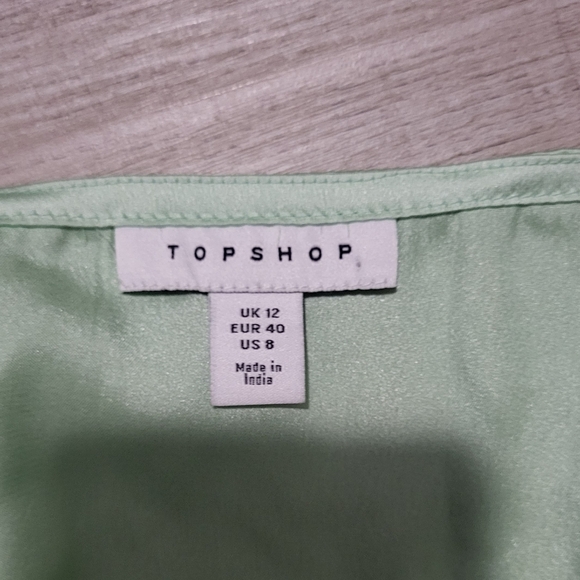 TOPSHOP
UK 12
EUR 40
US 8
Made in
India